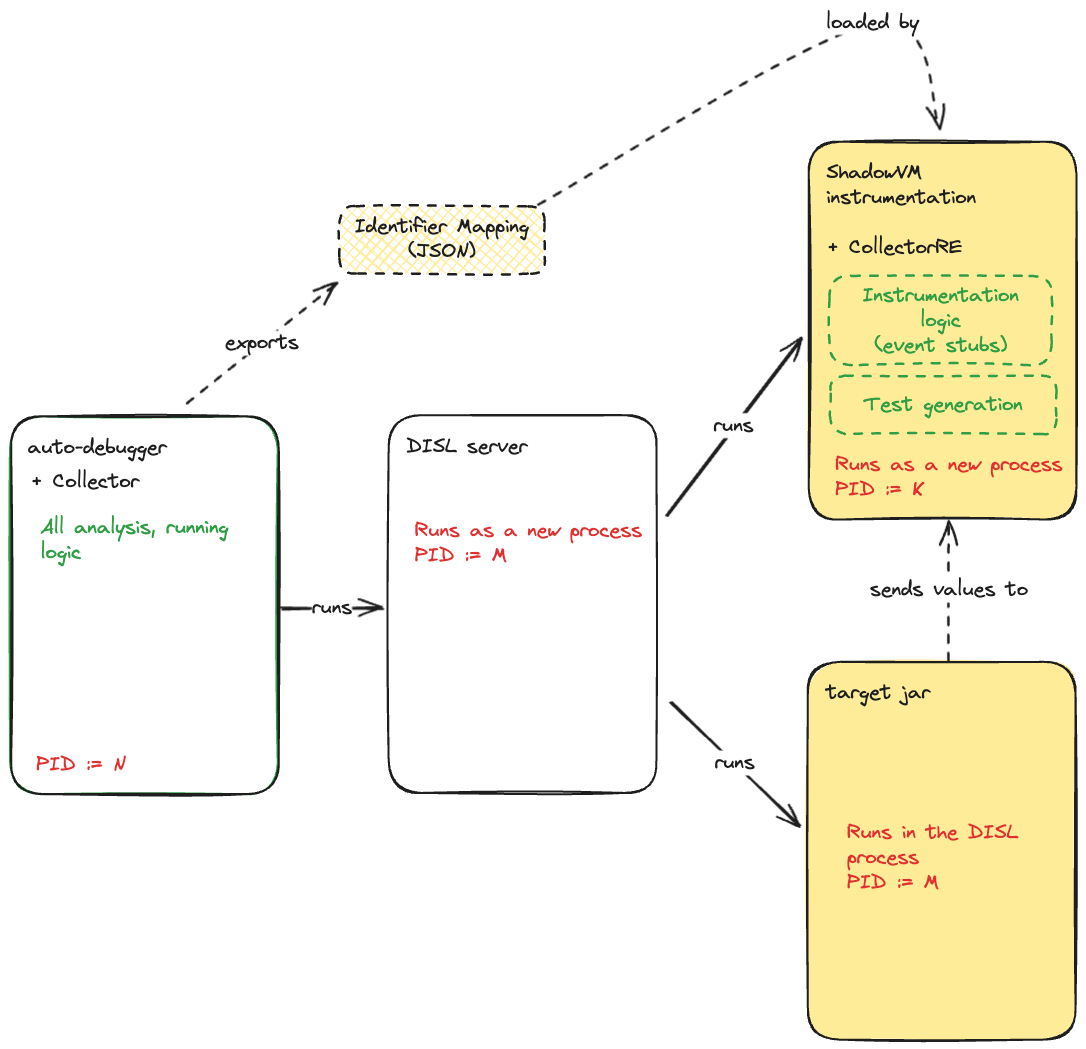 loaded by
ShadowVM
instrumentation
+ CollectorRE
Instrumentation
logic
(event stubs)
Test generation
Runs as a new process
PID := K
Identifier Mapping
(JSON)
exports
runs
auto-debugger
+ Collector
All analysis, running
logic
PID := N
runs
DISL server
Runs as a new process
PID := M
sends values to
runs
target jar
Runs in the DISL
process
PID := M